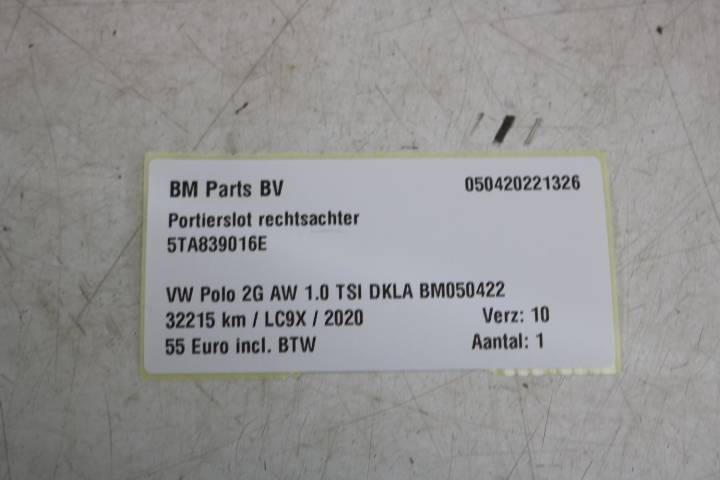 BM Parts BV 050420221326
Portierslot rechtsachter
5TA839016E
VW Polo 2G AW 1.0 TSI DKLA BM050422
32215 km / LC9X / 2020 Verz: 10
55 Euro incl. BTW Aantal: 1